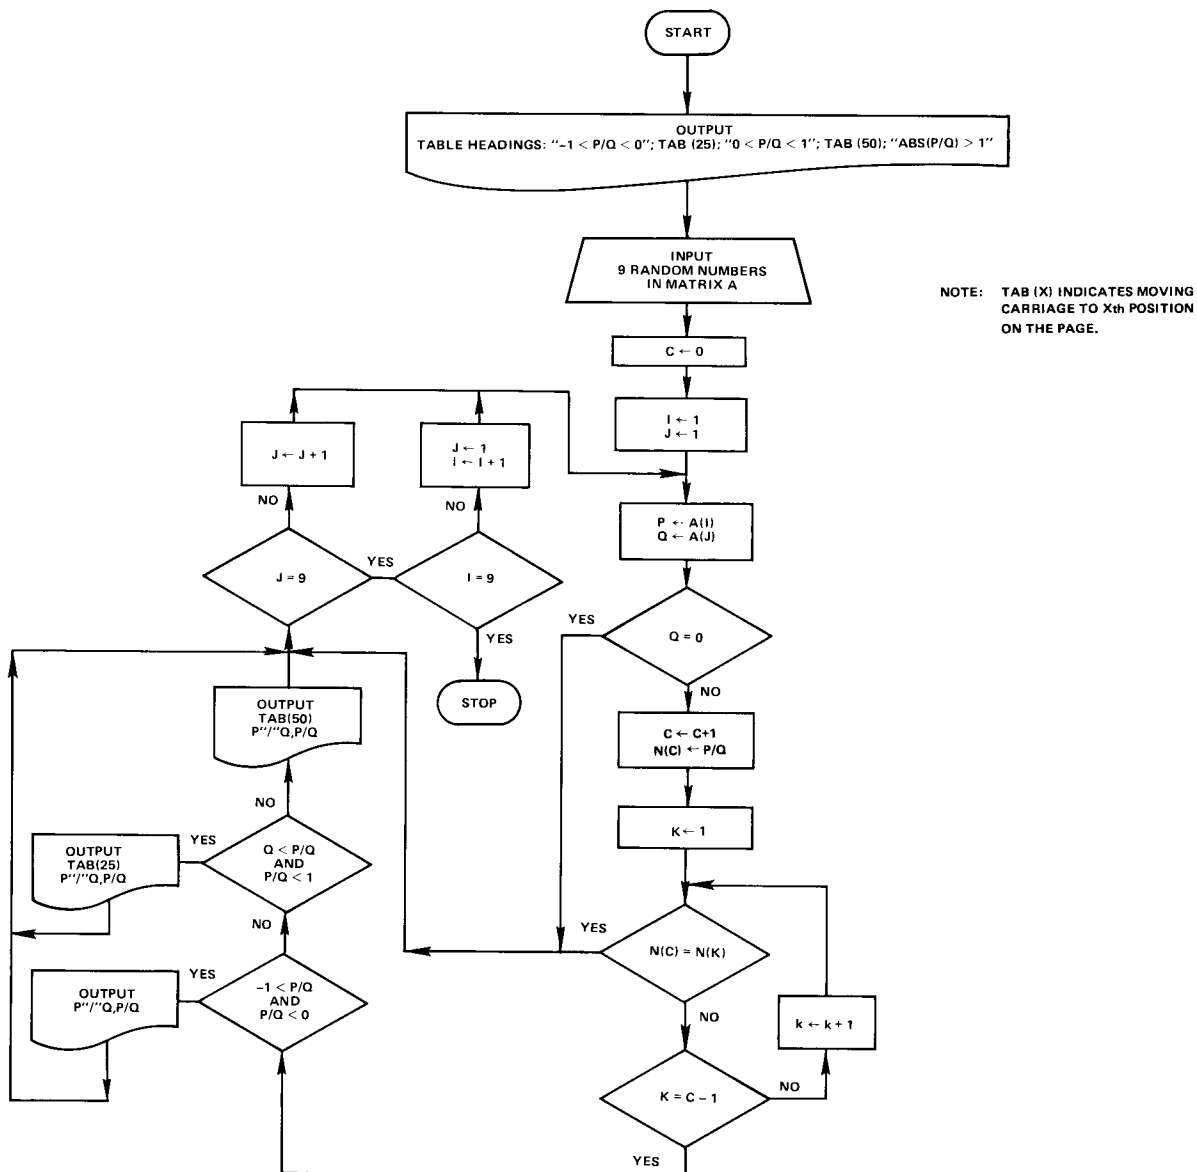 START
OUTPUT
TABLE HEADINGS: "-1 < P/Q < 0"; TAB (25); "0 < P/Q < 1"; TAB (50); "ABS(P/Q) > 1"
INPUT
9 RANDOM NUMBERS
IN MATRIX A
NOTE: TAB (X) INDICATES MOVING
CARRIAGE TO Xth POSITION
ON THE PAGE.
C ← 0
I ← 1
J ← 1
J ← J + 1
J ← 1
I ← I + 1
NO
NO
P ← A(I)
Q ← A(J)
J = 9
YES
I = 9
YES
YES
Q = 0
NO
STOP
OUTPUT
TAB(50)
P"/"Q,P/Q
C ← C+1
N(C) ← P/Q
NO
K ← 1
YES
OUTPUT
TAB(25)
P"/"Q,P/Q
Q < P/Q
AND
P/Q < 1
NO
YES
N(C) = N(K)
YES
OUTPUT
P"/"Q,P/Q
-1 < P/Q
AND
P/Q < 0
NO
k ← k + 1
K = C – 1
NO
YES